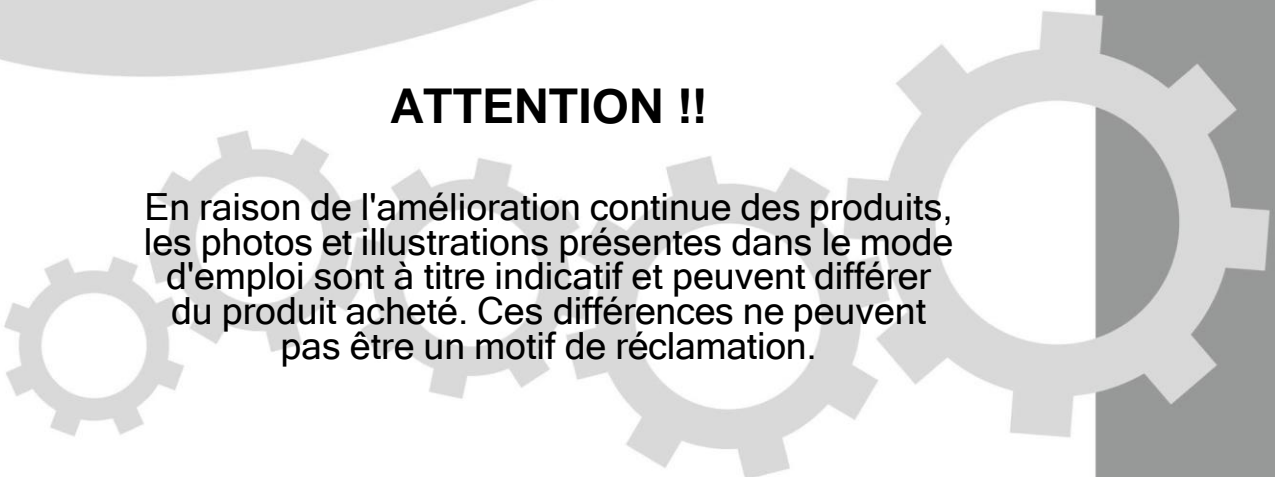 ATTENTION !!
En raison de l'amélioration continue des produits,
les photos et illustrations présentes dans le mode
d'emploi sont à titre indicatif et peuvent différer
du produit acheté. Ces différences ne peuvent
pas être un motif de réclamation.